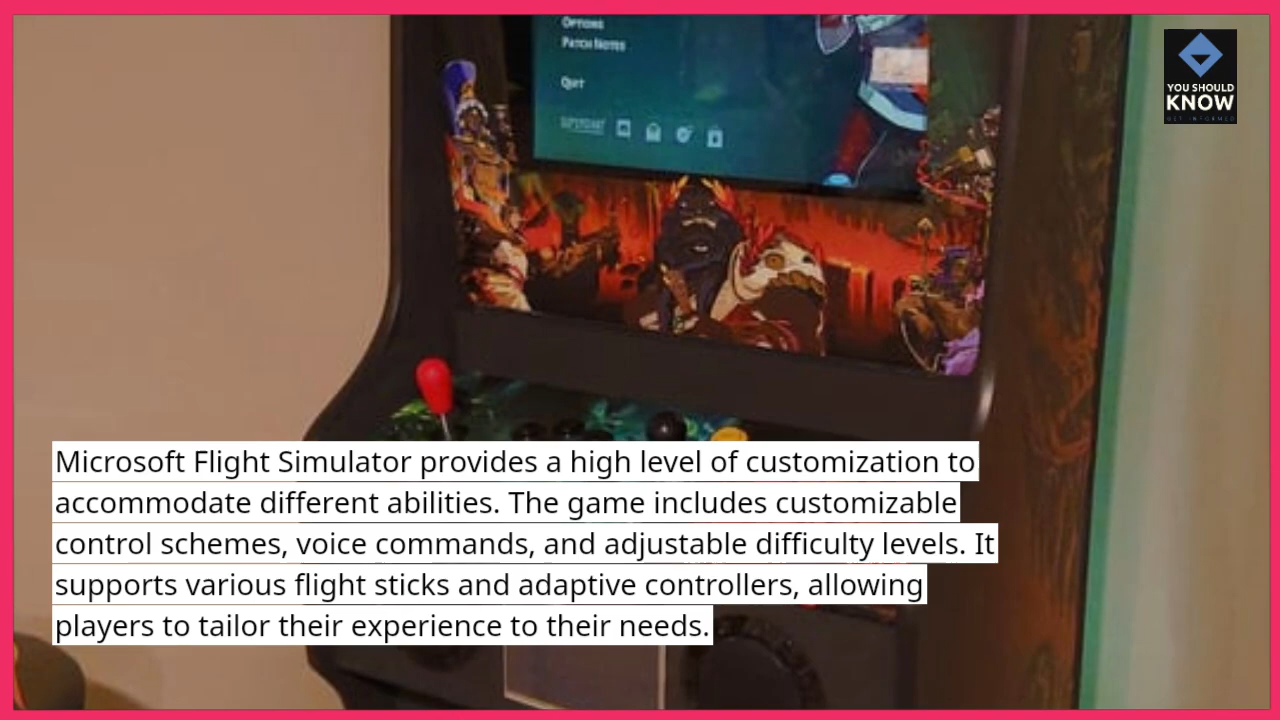 OPTIONS
PATCH NOTES
QUIT
YOU SHOULD
KNOW
GET INFORMED
Microsoft Flight Simulator provides a high level of customization to
accommodate different abilities. The game includes customizable
control schemes, voice commands, and adjustable difficulty levels. It
supports various flight sticks and adaptive controllers, allowing
players to tailor their experience to their needs.